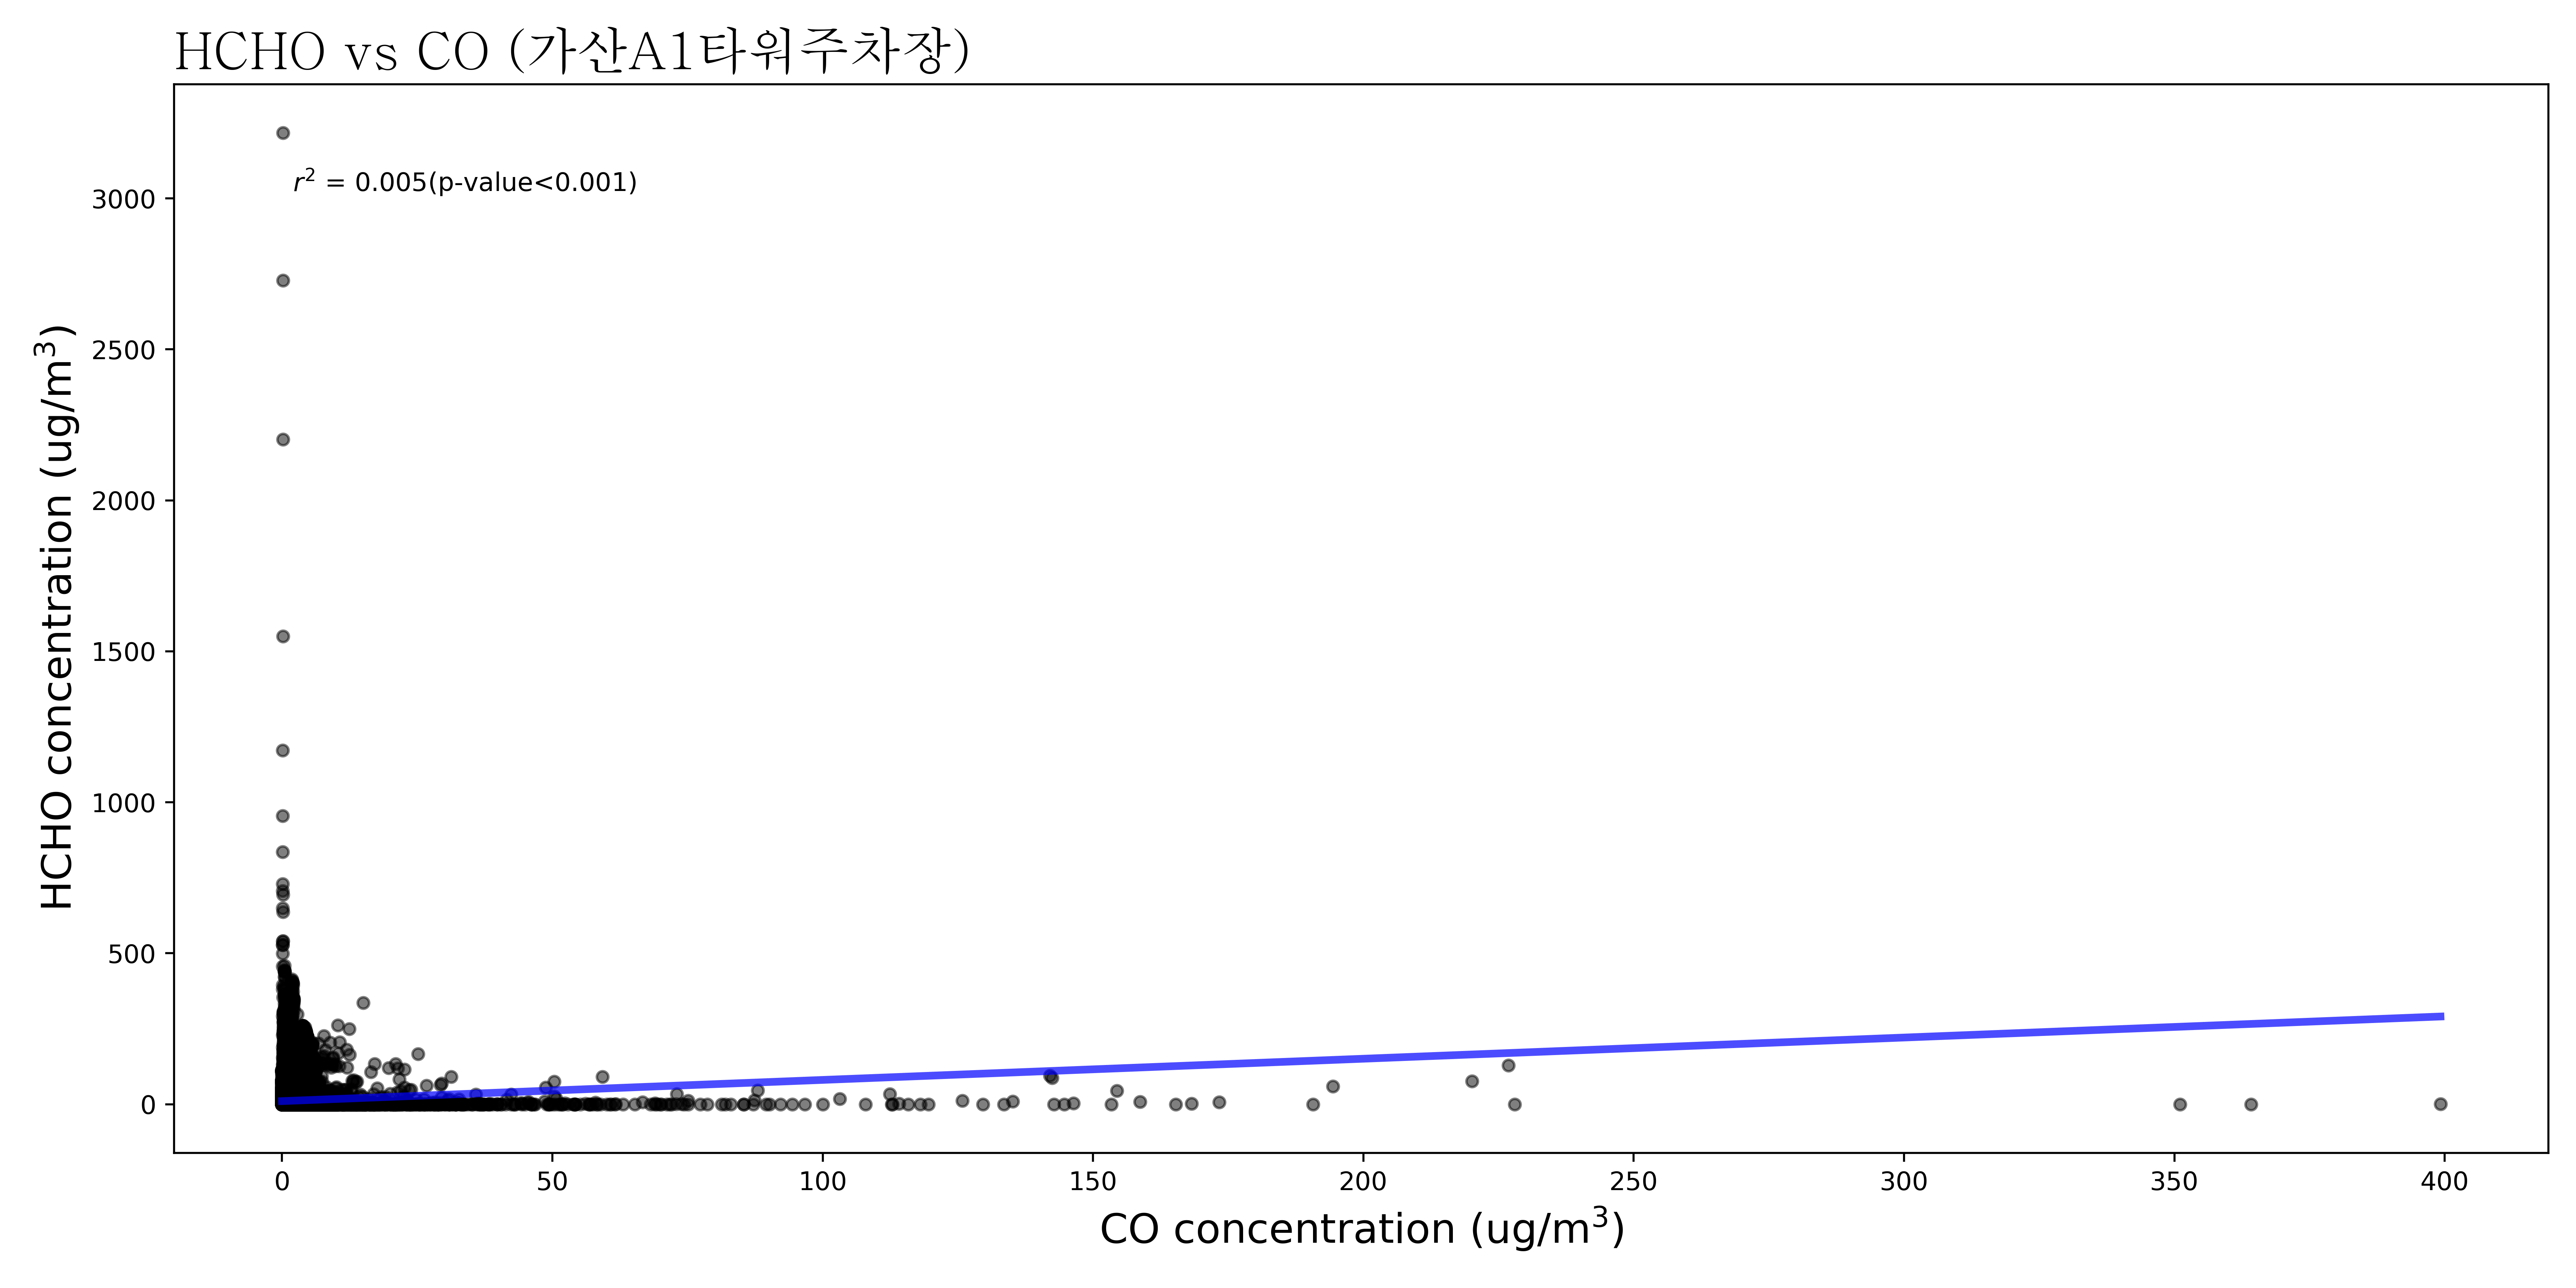 HCHO vs CO (가산A1타워주차장)
r² = 0.005(p-value<0.001)
HCHO concentration (ug/m³)
3000
2500
2000
1500
1000
500
0
0 50 100 150 200 250 300 350 400
CO concentration (ug/m³)